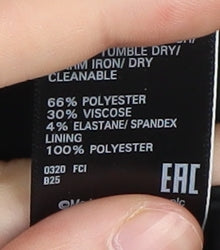 TUMBLE DRY/
IRON/ DRY
CLEANABLE
66% POLYESTER
30% VISCOSE
4% ELASTANE/ SPANDEX
LINING
100% POLYESTER
0320 FCI
B25
EAC